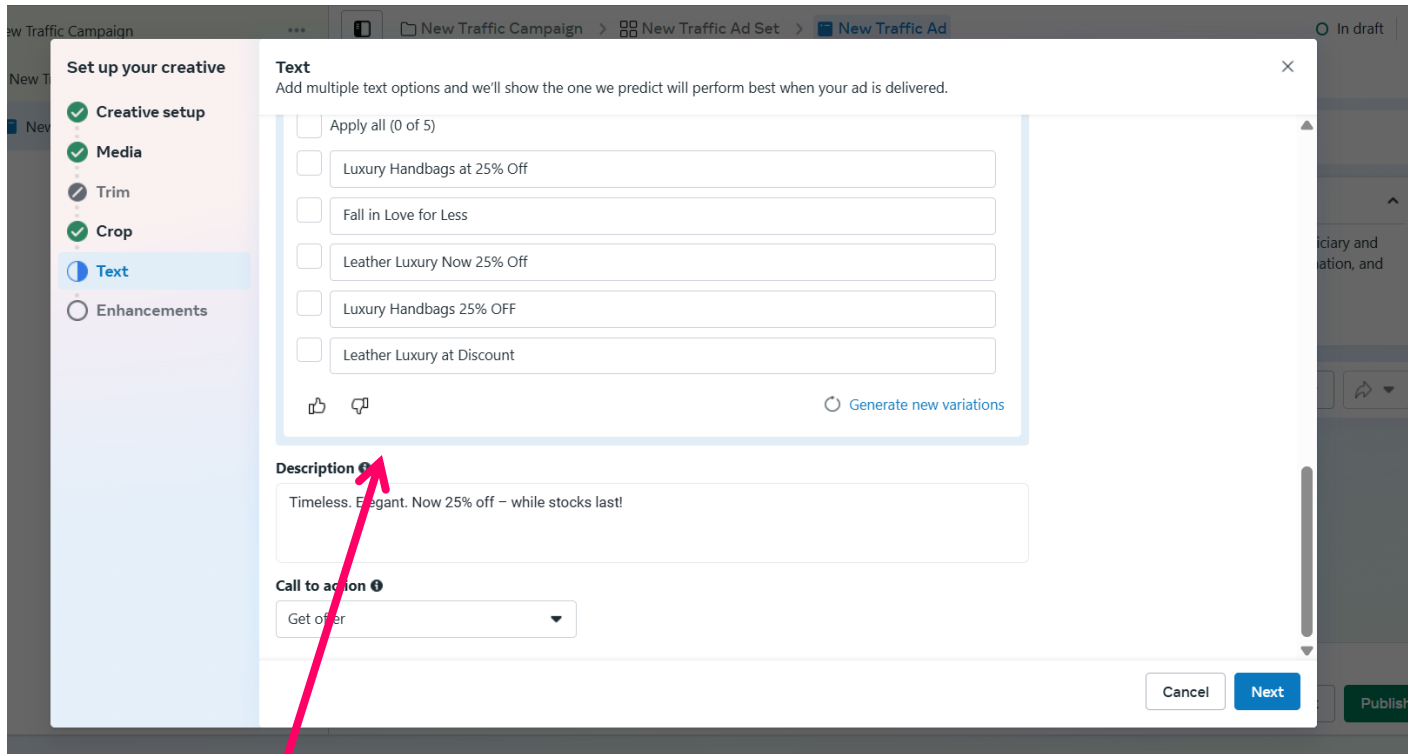 ew Traffic Campaign
New Traffic Campaign > New Traffic Ad Set > New Traffic Ad
In draft
Set up your creative
New
Creative setup
New
Media
Trim
Crop
Text
Enhancements
Text
Add multiple text options and we'll show the one we predict will perform best when your ad is delivered.
Apply all (0 of 5)
Luxury Handbags at 25% Off
Fall in Love for Less
Leather Luxury Now 25% Off
Luxury Handbags 25% OFF
Leather Luxury at Discount
Generate new variations
Description
Timeless. Elegant. Now 25% off – while stocks last!
Call to action
Get offer
Cancel
Next
iciary and
ation, and
Publish